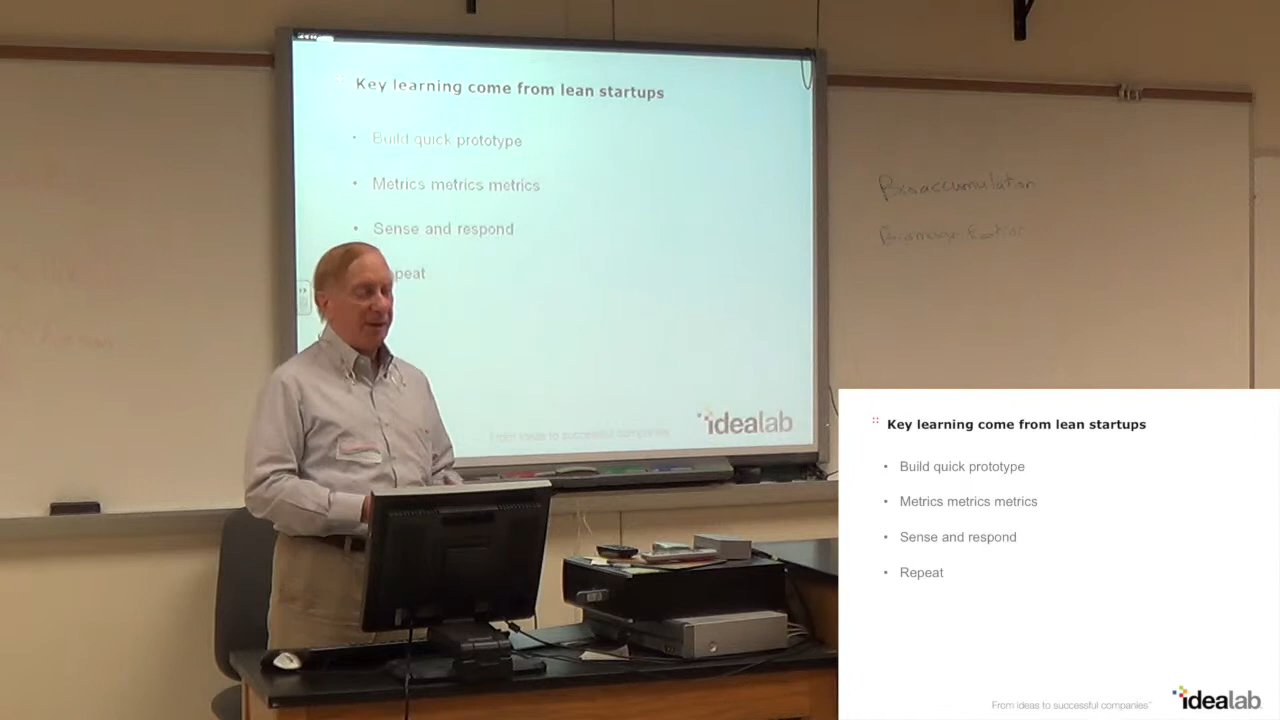 Key learning come from lean startups
• Build quick prototype
• Metrics metrics metrics
• Sense and respond
peat
From ideas to successful companies
idealab
Bioaccumulation
Key learning come from lean startups
• Build quick prototype
• Metrics metrics metrics
• Sense and respond
• Repeat
From ideas to successful companies
idealab